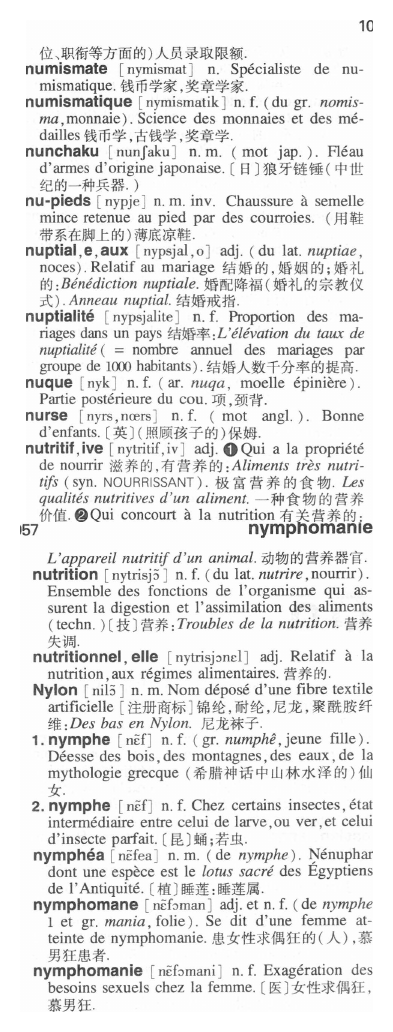 10
位、职衔等方面的)人员录取限额.
numismate [nymismat] n. Spécialiste de nu-
mismatique. 钱币学家,奖章学家.
numismatique [nymismatik] n. f. (du gr. nomis-
ma,monnaie). Science des monnaies et des mé-
dailles 钱币学,古钱学,奖章学.
nunchaku [nunʃaku] n. m. ( mot jap. ). Fléau
d'armes d'origine japonaise.〔日〕狼牙链锤(中世
纪的一种兵器.)
nu-pieds [nypje] n. m. inv. Chaussure à semelle
mince retenue au pied par des courroies. (用鞋
带系在脚上的)薄底凉鞋.
nuptial,e,aux [nypsjal,o] adj. (du lat. nuptiae,
noces). Relatif au mariage 结婚的,婚姻的;婚礼
的:Bénédiction nuptiale. 婚配降福(婚礼的宗教仪
式). Anneau nuptial. 结婚戒指.
nuptialité [nypsjalite] n. f. Proportion des ma-
riages dans un pays 结婚率:L'élévation du taux de
nuptialité ( = nombre annuel des mariages par
groupe de 1000 habitants). 结婚人数千分率的提高.
nuque [nyk] n. f. (ar. nuqa, moelle épinière).
Partie postérieure du cou. 项,颈背.
nurse [nyrs,nœrs] n. f. ( mot angl. ). Bonne
d'enfants.〔英〕(照顾孩子的)保姆.
nutritif,ive [nytritif,iv] adj. ❶ Qui a la propriété
de nourrir 滋养的,有营养的:Aliments très nutri-
tifs (syn. NOURRISSANT). 极富营养的食物. Les
qualités nutritives d'un aliment. 一种食物的营养
价值. ❷ Qui concourt à la nutrition 有关营养的:
057 nymphomanie
L'appareil nutritif d'un animal. 动物的营养器官.
nutrition [nytrisjɔ̃] n. f. (du lat. nutrire,nourrir).
Ensemble des fonctions de l'organisme qui as-
surent la digestion et l'assimilation des aliments
(techn. )〔技〕营养:Troubles de la nutrition. 营养
失调.
nutritionnel,elle [nytrisjɔnɛl] adj. Relatif à la
nutrition,aux régimes alimentaires. 营养的.
Nylon [nilɔ̃] n. m. Nom déposé d'une fibre textile
artificielle〔注册商标〕锦纶,耐纶,尼龙,聚酰胺纤
维:Des bas en Nylon. 尼龙袜子.
1. nymphe [nɛ̃f] n. f. ( gr. numphê,jeune fille).
Déesse des bois,des montagnes,des eaux,de la
mythologie grecque (希腊神话中山林水泽的)仙
女.
2. nymphe [nɛ̃f] n. f. Chez certains insectes,état
intermédiaire entre celui de larve,ou ver,et celui
d'insecte parfait.〔昆〕蛹;若虫.
nymphéa [nɛ̃fea] n. m. (de nymphe). Nénuphar
dont une espèce est le lotus sacré des Égyptiens
de l'Antiquité.〔植〕睡莲;睡莲属.
nymphomane [nɛ̃fɔman] adj. et n. f. (de nymphe
1 et gr. mania,folie). Se dit d'une femme at-
teinte de nymphomanie. 患女性求偶狂的(人),慕
男狂患者.
nymphomanie [nɛ̃fɔmani] n. f. Exagération des
besoins sexuels chez la femme.〔医〕女性求偶狂,
慕男狂.